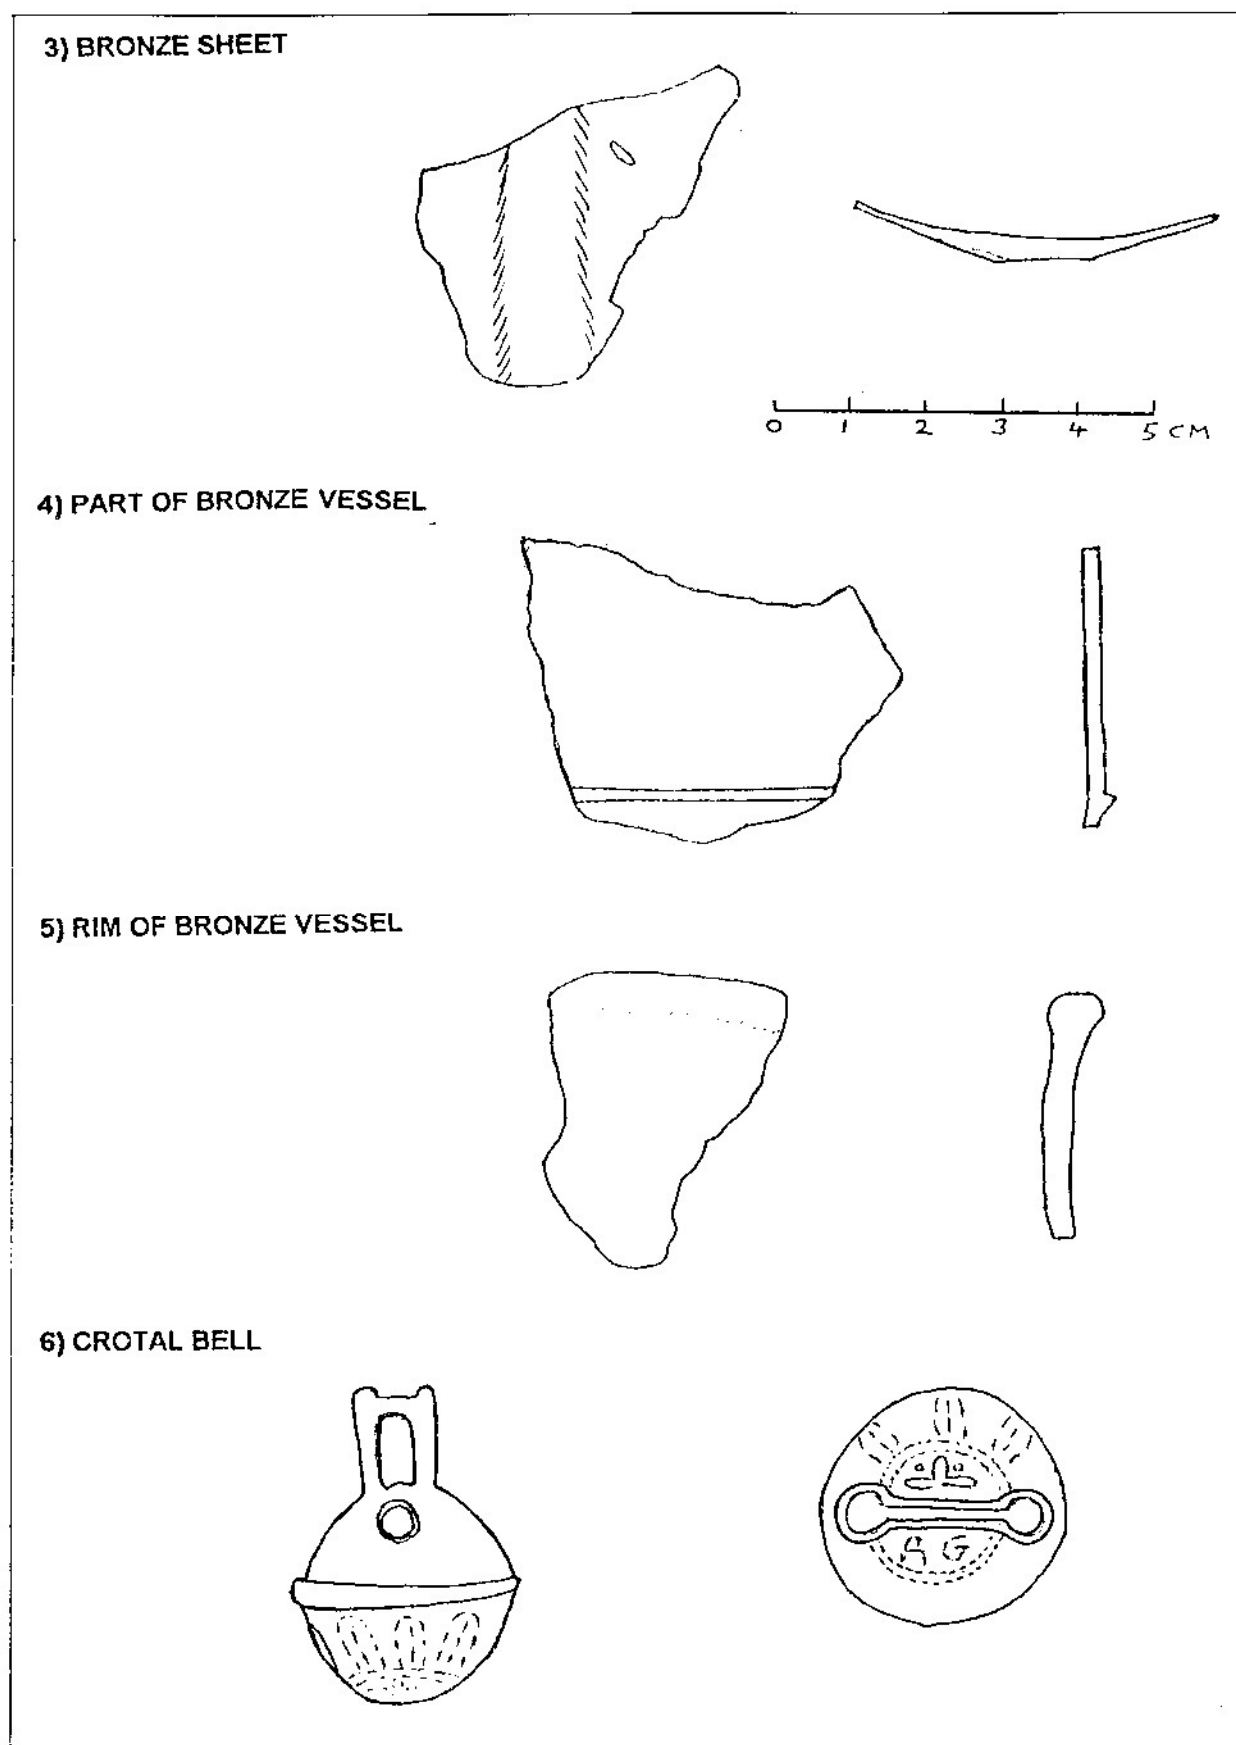 3) BRONZE SHEET
0 1 2 3 4 5 CM
4) PART OF BRONZE VESSEL
5) RIM OF BRONZE VESSEL
6) CROTAL BELL